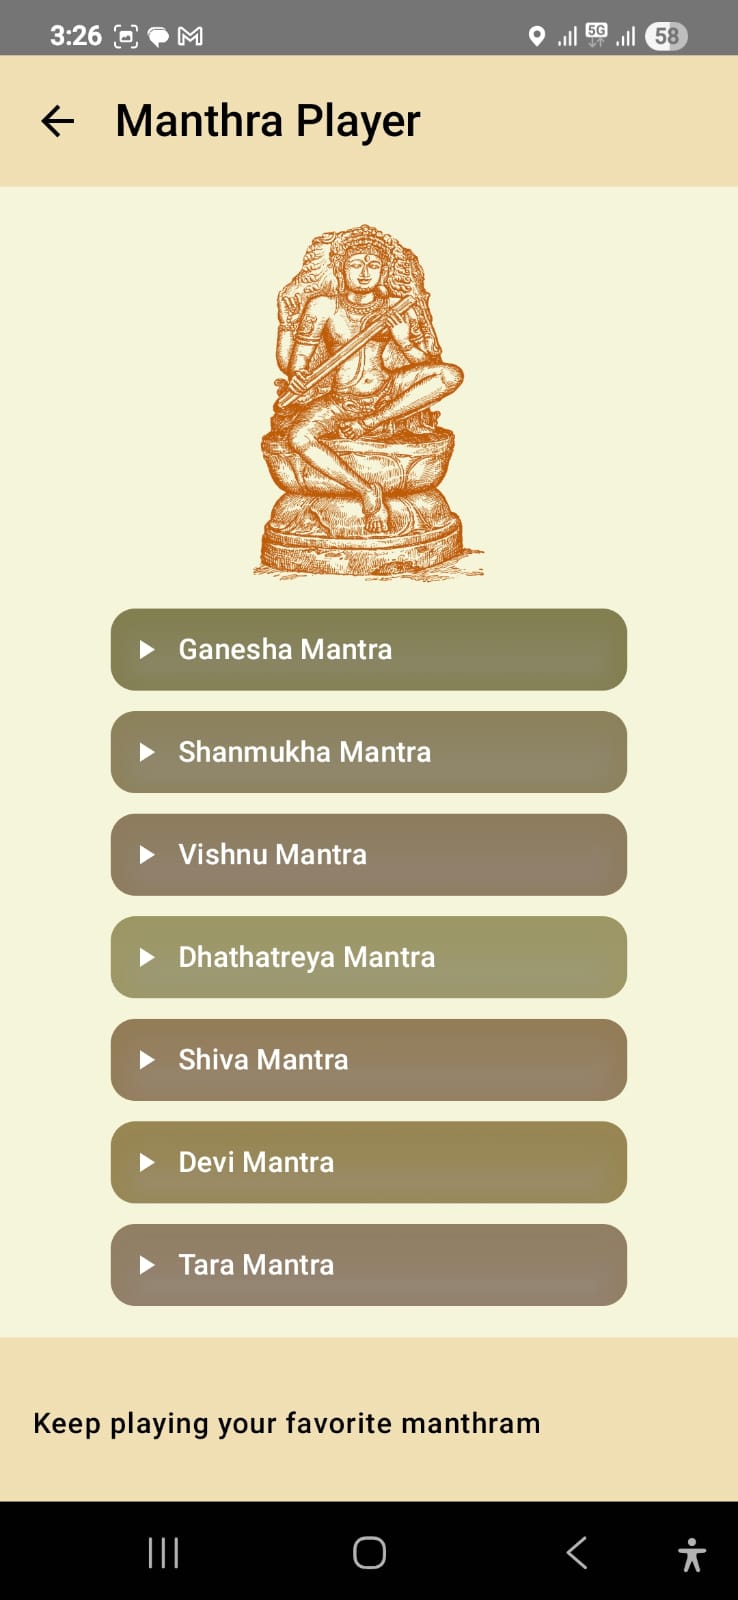 3:26
5G
58
Manthra Player
Ganesha Mantra
Shanmukha Mantra
Vishnu Mantra
Dhathatreya Mantra
Shiva Mantra
Devi Mantra
Tara Mantra
Keep playing your favorite manthram